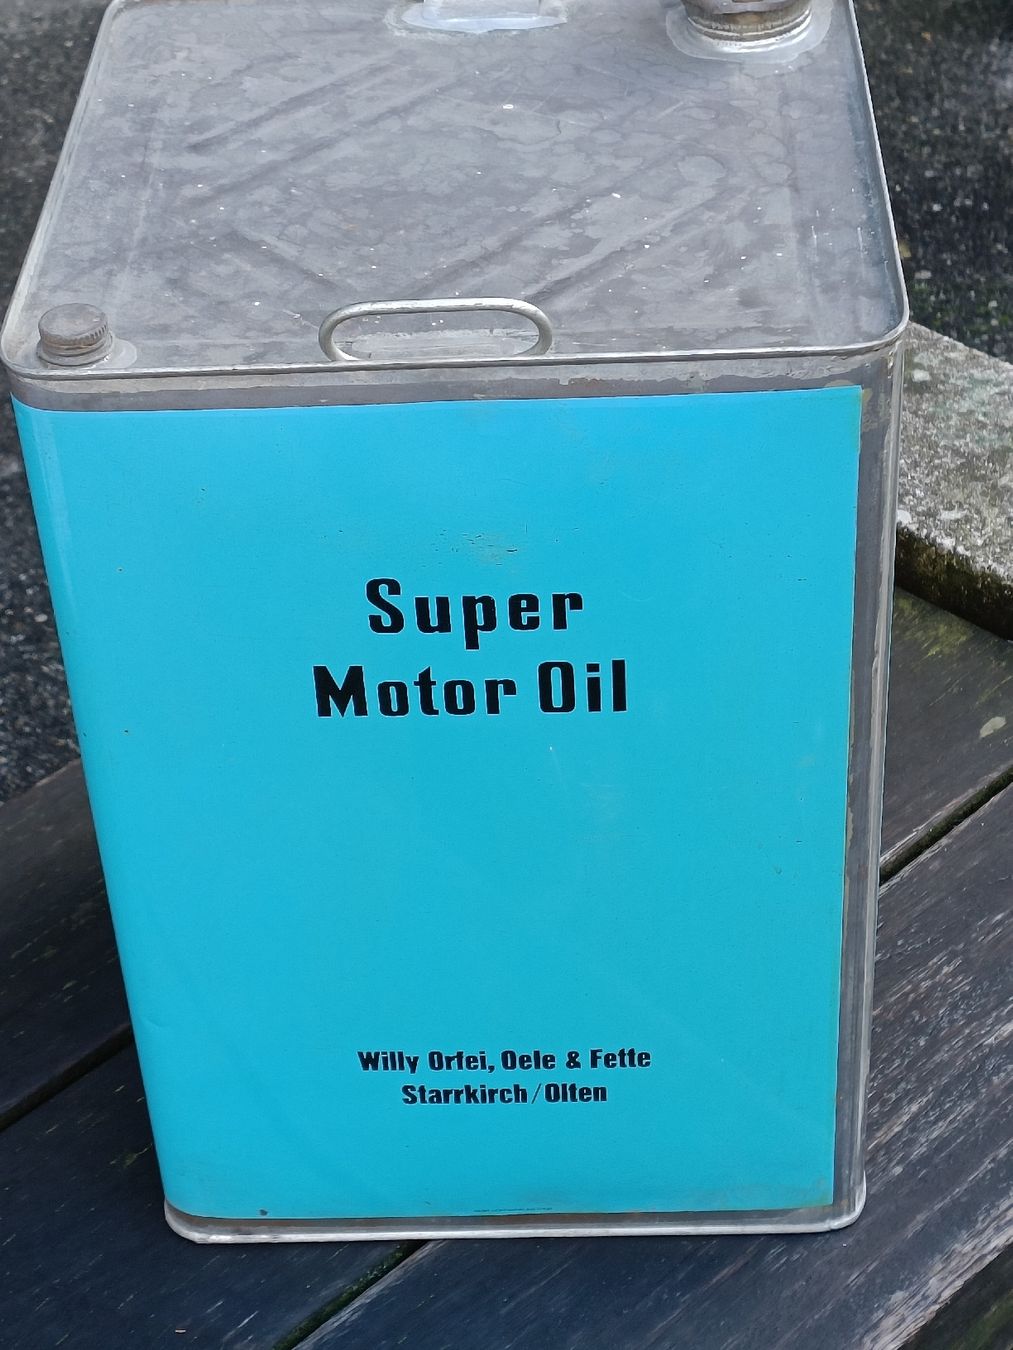 Super
Motor Oil
Willy Orfei, Oele & Fette
Starrkirch/Olten